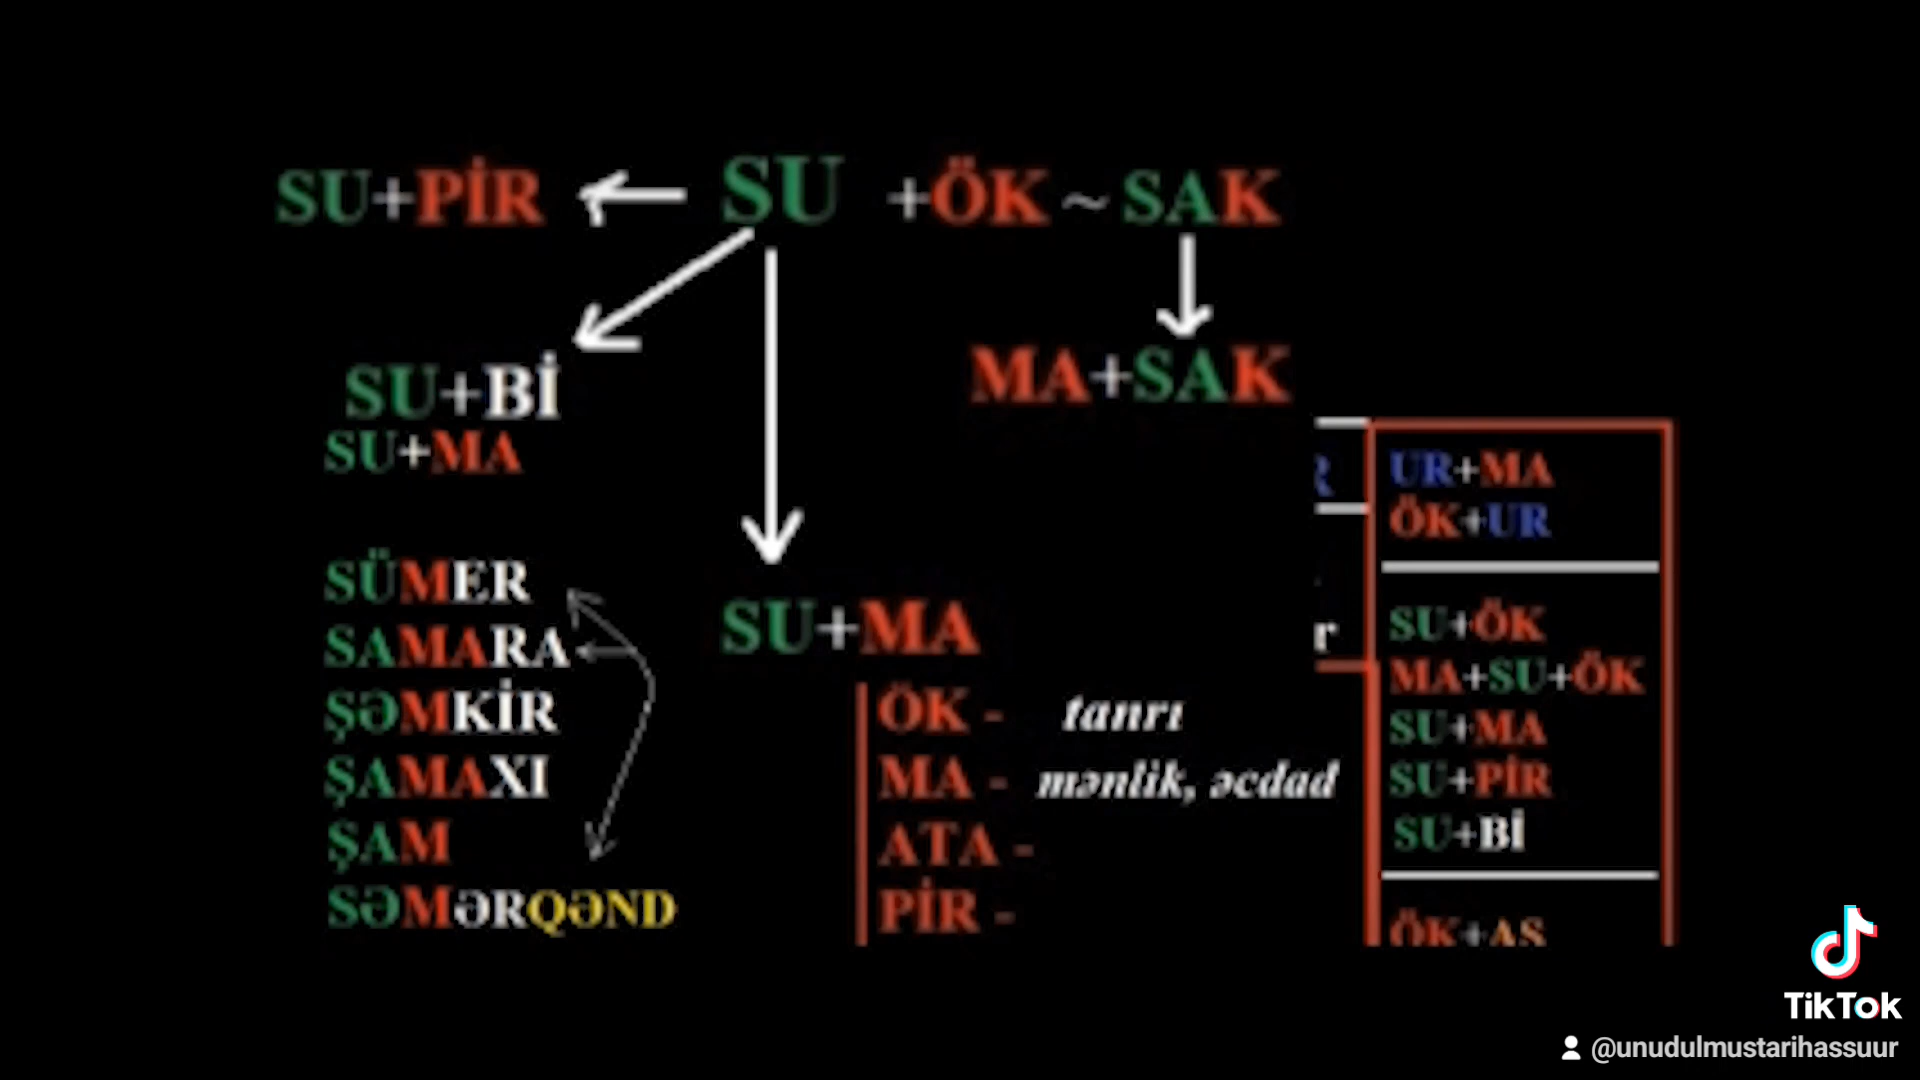 SU+PİR SU +ÖK ~ SAK
SU+Bİ
SU+MA
MA+SAK
SÜMER
SAMARA
ŞƏMKİR
ŞAMAXI
ŞAM
SƏMƏRQƏND
SU+MA
ÖK - tanrı
MA - mənlik, əcdad
ATA -
PİR -
R
r
UR+MA
ÖK+UR
SU+ÖK
MA+SU+ÖK
SU+MA
SU+PİR
SU+Bİ
ÖK+AS
TikTok
@unudulmustarihassuur